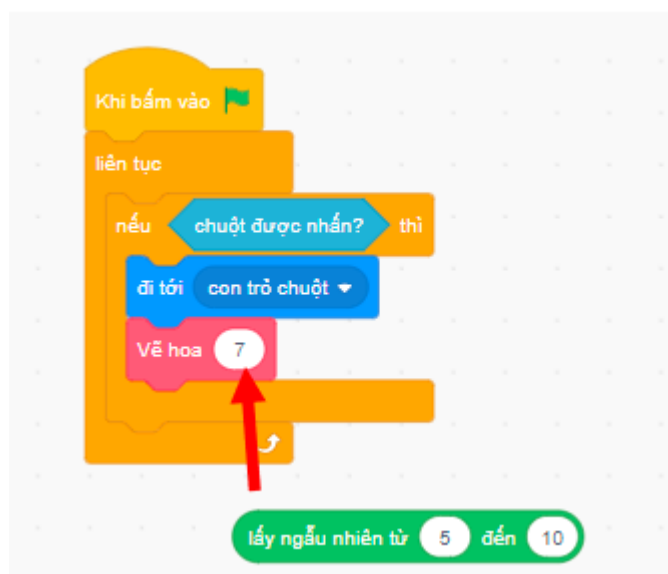 Khi bấm vào
liên tục
nếu chuột được nhấn? thì
đi tới con trỏ chuột
Vẽ hoa 7
lấy ngẫu nhiên từ 5 đến 10